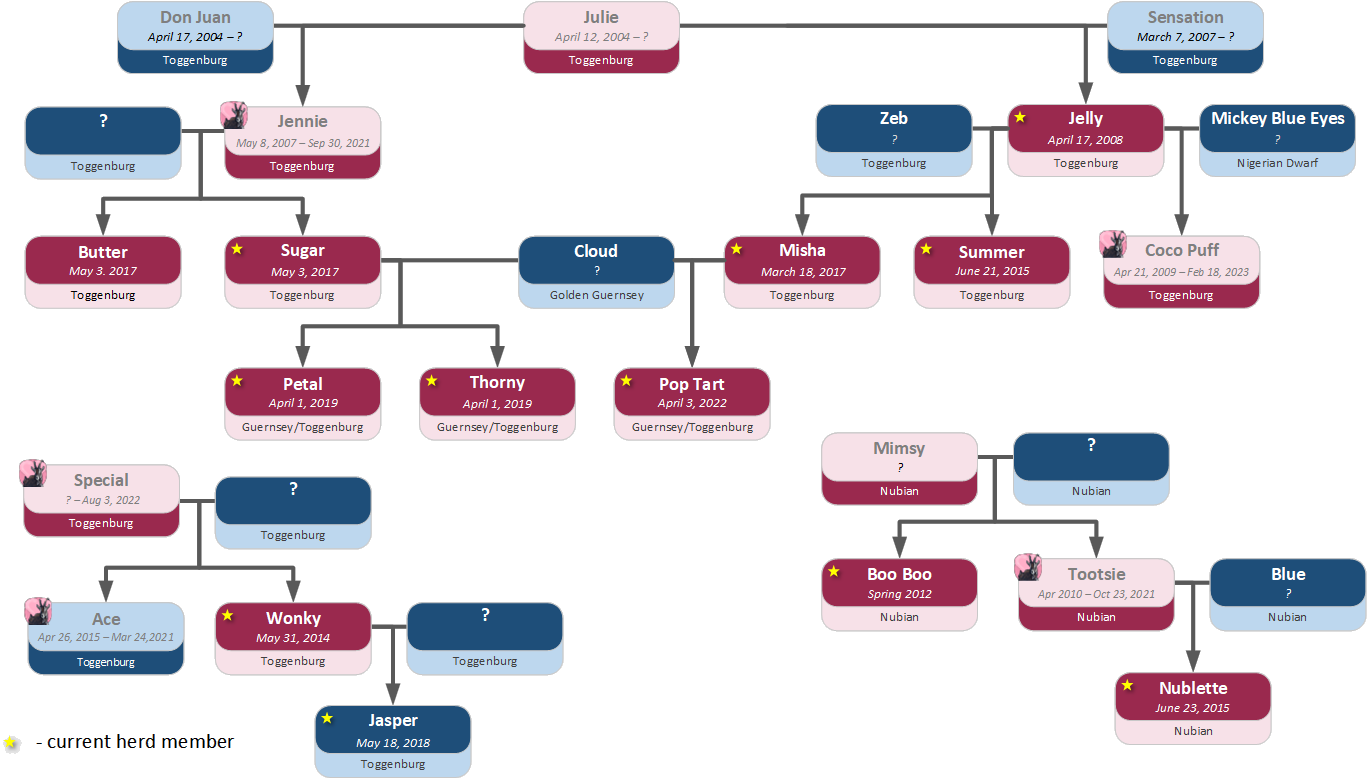 Don Juan
April 17, 2004 – ?
Toggenburg
Julie
April 12, 2004 – ?
Toggenburg
Sensation
March 7, 2007 – ?
Toggenburg
?
Toggenburg
Jennie
May 8, 2007 – Sep 30, 2021
Toggenburg
Zeb
?
Toggenburg
Jelly
April 17, 2008
Toggenburg
Mickey Blue Eyes
?
Nigerian Dwarf
Butter
May 3. 2017
Toggenburg
Sugar
May 3, 2017
Toggenburg
Cloud
?
Golden Guernsey
Misha
March 18, 2017
Toggenburg
Summer
June 21, 2015
Toggenburg
Coco Puff
Apr 21, 2009 – Feb 18, 2023
Toggenburg
Petal
April 1, 2019
Guernsey/Toggenburg
Thorny
April 1, 2019
Guernsey/Toggenburg
Pop Tart
April 3, 2022
Guernsey/Toggenburg
Special
? – Aug 3, 2022
Toggenburg
?
Toggenburg
Mimsy
?
Nubian
?
Nubian
Ace
Apr 26, 2015 – Mar 24,2021
Toggenburg
Wonky
May 31, 2014
Toggenburg
?
Toggenburg
Boo Boo
Spring 2012
Nubian
Tootsie
Apr 2010 – Oct 23, 2021
Nubian
Blue
?
Nubian
Jasper
May 18, 2018
Toggenburg
Nublette
June 23, 2015
Nubian
- current herd member